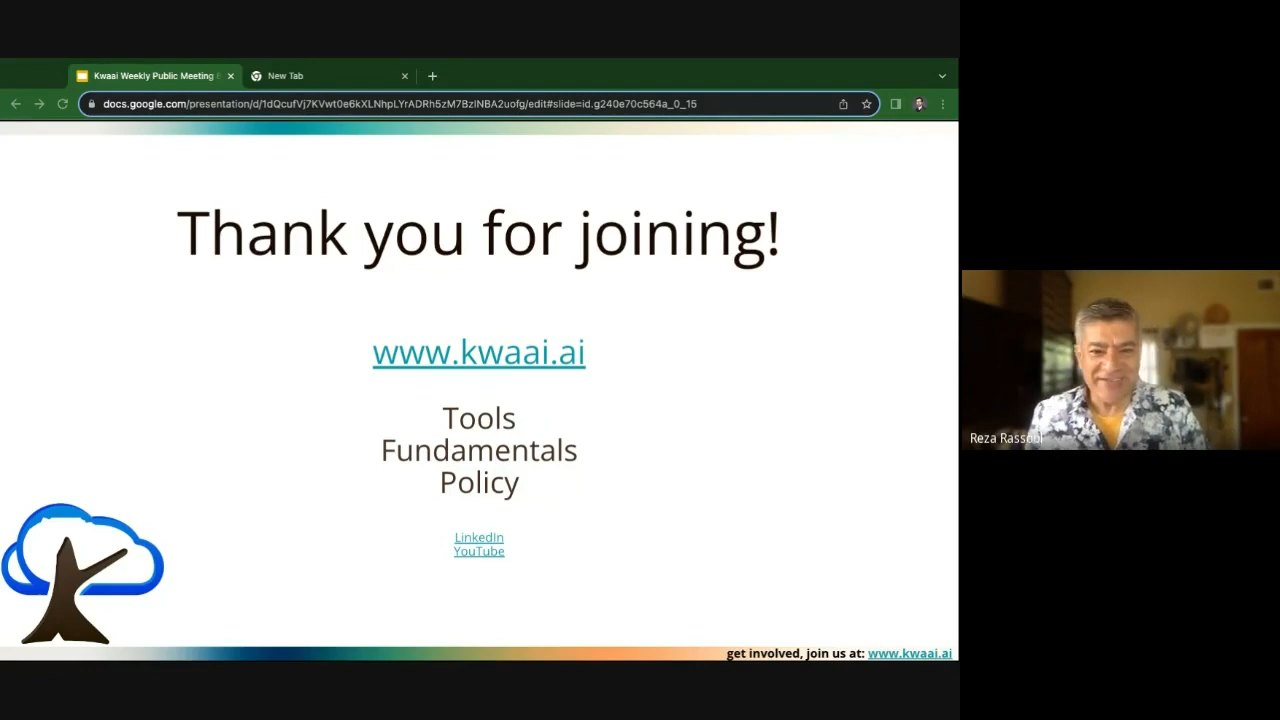 Kwaai Weekly Public Meeting
New Tab
docs.google.com/presentation/d/1dQcufVj7KVwt0e6kXLNhpLYrADRh5zM7BzINBA2uofg/edit#slide=id.g240e70c564a_0_15
Thank you for joining!
www.kwaai.ai
Tools
Fundamentals
Policy
LinkedIn
YouTube
get involved, join us at: www.kwaai.ai
Reza Rassool